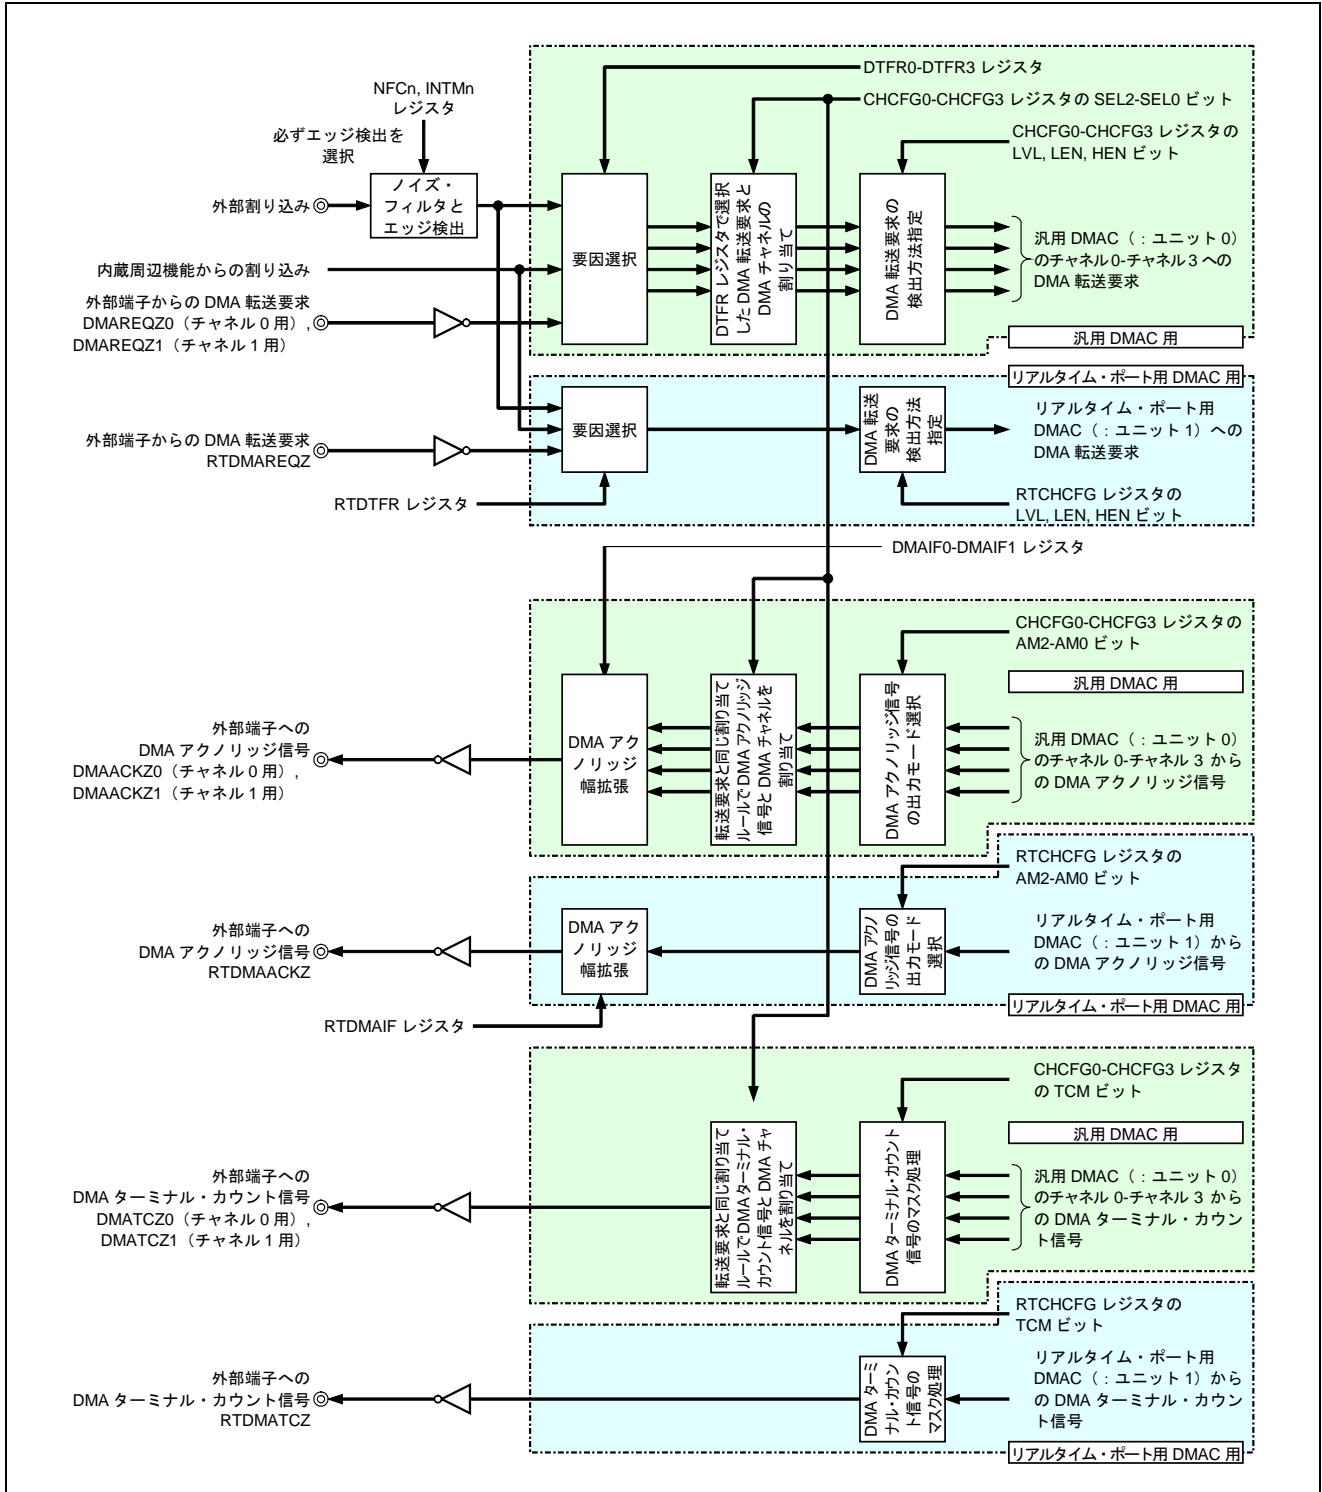 DTFR0-DTFR3 レジスタ
CHCFG0-CHCFG3 レジスタの SEL2-SEL0 ビット
NFCn, INTMn
レジスタ
必ずエッジ検出を
選択
CHCFG0-CHCFG3 レジスタの
LVL, LEN, HEN ビット
外部割り込み
ノイズ・
フィルタと
エッジ検出
要因選択
DTFR レジスタで選択
した DMA 転送要求と
DMA チャネルの
割り当て
DMA 転送要求の
検出方法指定
汎用 DMAC（：ユニット 0）
のチャネル 0-チャネル 3 への
DMA 転送要求
内蔵周辺機能からの割り込み
外部端子からの DMA 転送要求
DMAREQZ0（チャネル 0 用）,
DMAREQZ1（チャネル 1 用）
汎用 DMAC 用
リアルタイム・ポート用 DMAC 用
外部端子からの DMA 転送要求
RTDMAREQZ
要因選択
DMA 転送
要求の
検出方法
指定
リアルタイム・ポート用
DMAC（：ユニット 1）への
DMA 転送要求
RTDTFR レジスタ
RTCHCFG レジスタの
LVL, LEN, HEN ビット
DMAIF0-DMAIF1 レジスタ
CHCFG0-CHCFG3 レジスタの
AM2-AM0 ビット
汎用 DMAC 用
外部端子への
DMA アクノリッジ信号
DMAACKZ0（チャネル 0 用）,
DMAACKZ1（チャネル 1 用）
DMA アク
ノリッジ
幅拡張
転送要求と同じ割り当て
ルールで DMA アクノリッジ
信号と DMA チャネルを
割り当て
DMA アクノリッジ信号
の出力モード選択
汎用 DMAC（：ユニット 0）
のチャネル 0-チャネル 3 から
の DMA アクノリッジ信号
RTCHCFG レジスタの
AM2-AM0 ビット
外部端子への
DMA アクノリッジ信号
RTDMAACKZ
DMA アク
ノリッジ
幅拡張
DMA アクノ
リッジ信号の
出力モード
選択
リアルタイム・ポート用
DMAC（：ユニット 1）から
の DMA アクノリッジ信号
リアルタイム・ポート用 DMAC 用
RTDMAIF レジスタ
CHCFG0-CHCFG3 レジスタ
の TCM ビット
汎用 DMAC 用
外部端子への
DMA ターミナル・カウント信号
DMATCZ0（チャネル 0 用）,
DMATCZ1（チャネル 1 用）
転送要求と同じ割り当て
ルールで DMA ターミナル・
カウント信号と DMA チャ
ネルを割り当て
DMA ターミナル・カウント
信号のマスク処理
汎用 DMAC（：ユニット 0）
のチャネル 0-チャネル 3 から
の DMA ターミナル・カウン
ト信号
RTCHCFG レジスタの
TCM ビット
外部端子への
DMA ターミナル・カウント信号
RTDMATCZ
DMA ターミ
ナル・カウン
ト信号の
マスク処理
リアルタイム・ポート用
DMAC（：ユニット 1）から
の DMA ターミナル・カウン
ト信号
リアルタイム・ポート用 DMAC 用